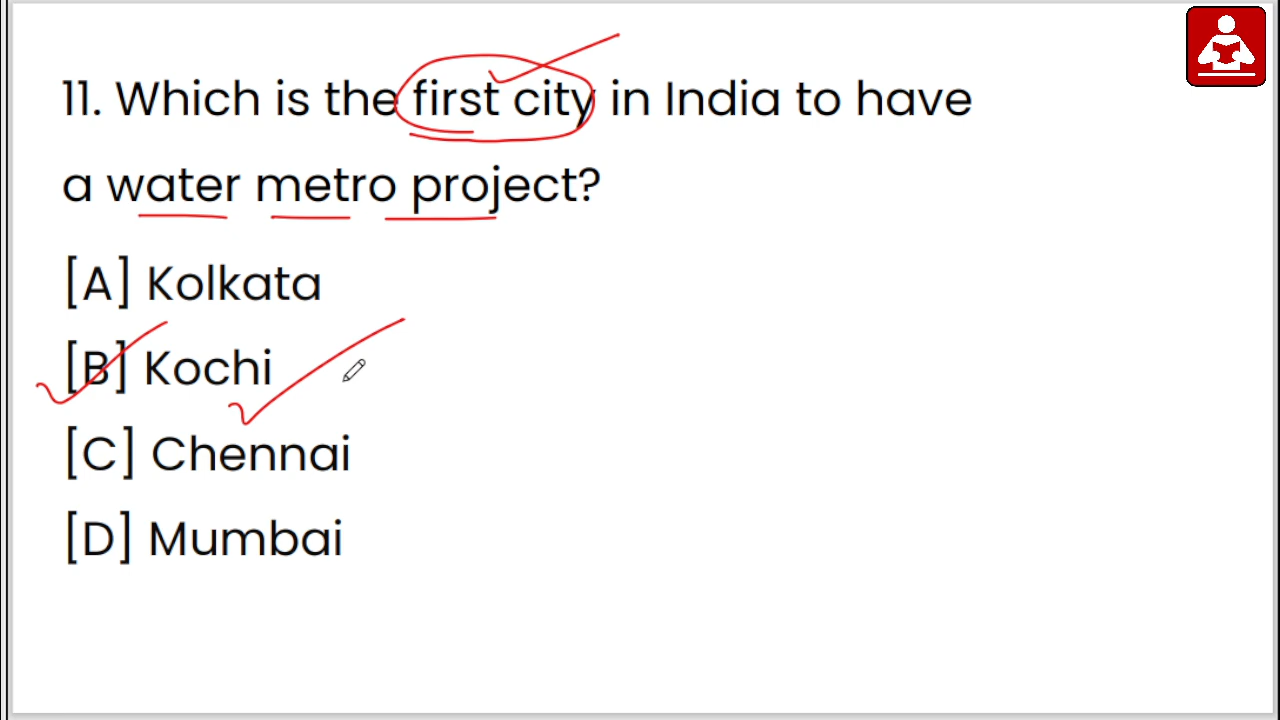 11. Which is the first city in India to have
a water metro project?
[A] Kolkata
[B] Kochi
[C] Chennai
[D] Mumbai